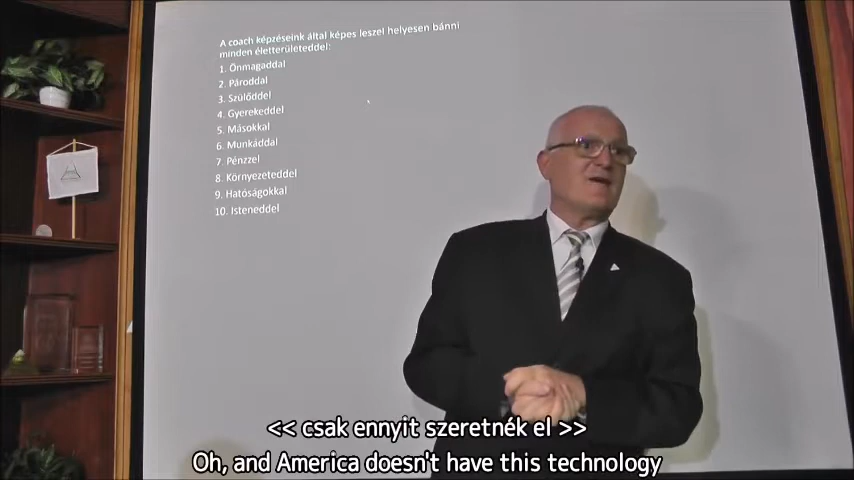 A coach képzéseink által képes leszel helyesen bánni
minden életterületeddel:
1. Önmagaddal
2. Pároddal
3. Szülőddel
4. Gyerekeddel
5. Másokkal
6. Munkáddal
7. Pénzzel
8. Környezeteddel
9. Hatóságokkal
10. Isteneddel
<< csak ennyit szeretnék el >>
Oh, and America doesn't have this technology